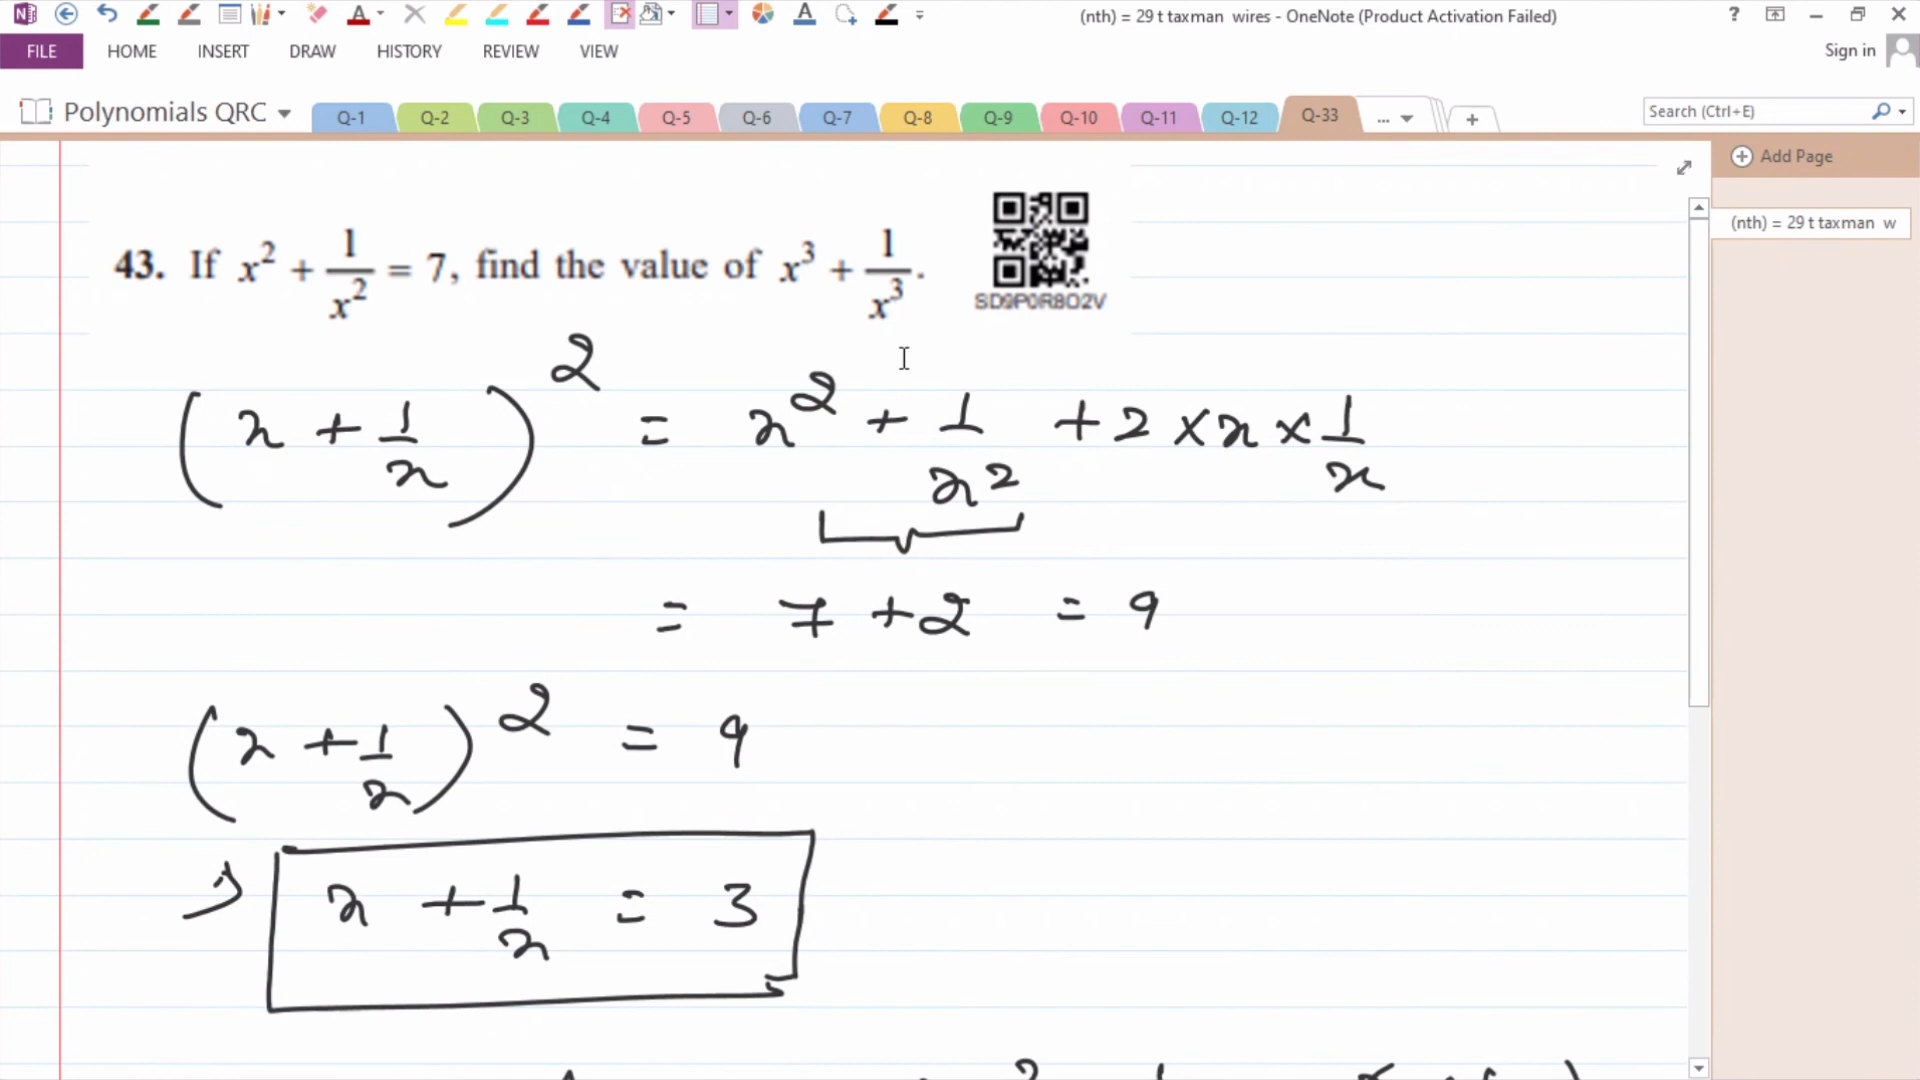 (nth) = 29 t taxman wires - OneNote (Product Activation Failed)
FILE HOME INSERT DRAW HISTORY REVIEW VIEW
Sign in
Polynomials QRC Q-1 Q-2 Q-3 Q-4 Q-5 Q-6 Q-7 Q-8 Q-9 Q-10 Q-11 Q-12 Q-33 ...
Search (Ctrl+E)
Add Page
(nth) = 29 t taxman w
43. If x² + 1/x² = 7, find the value of x³ + 1/x³.
SD9P0R8O2V
(x + 1/x)² = x² + 1/x² + 2 × x × 1/x
= 7 + 2 = 9
(x + 1/x)² = 9
⇒ x + 1/x = 3